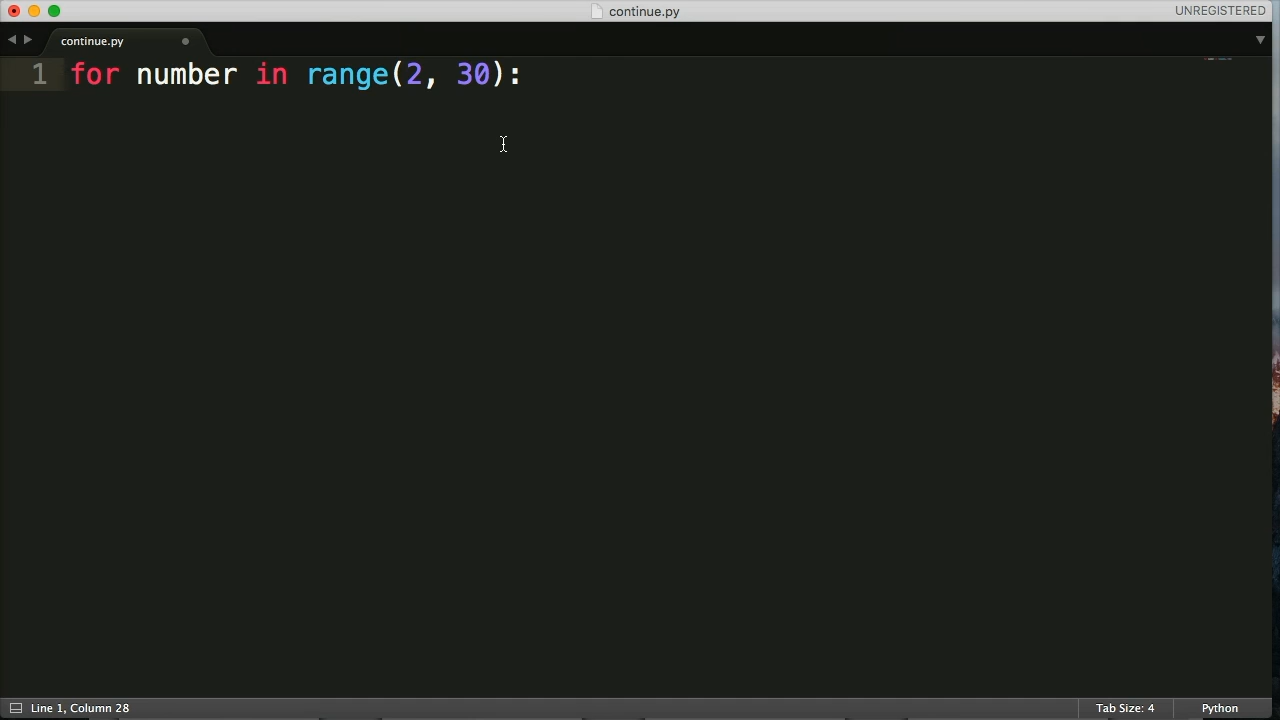 continue.py
UNREGISTERED
continue.py
1 for number in range(2, 30):
Line 1, Column 28
Tab Size: 4
Python